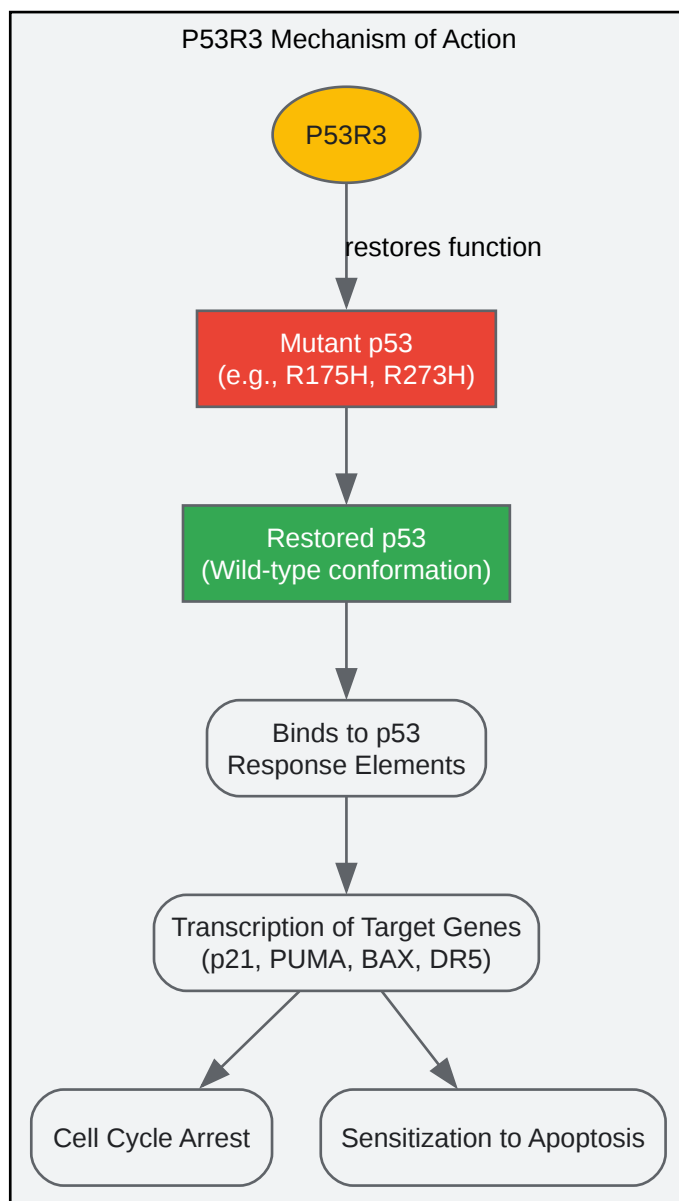 P53R3 Mechanism of Action
P53R3
restores function
Mutant p53
(e.g., R175H, R273H)
Restored p53
(Wild-type conformation)
Binds to p53
Response Elements
Transcription of Target Genes
(p21, PUMA, BAX, DR5)
Cell Cycle Arrest
Sensitization to Apoptosis